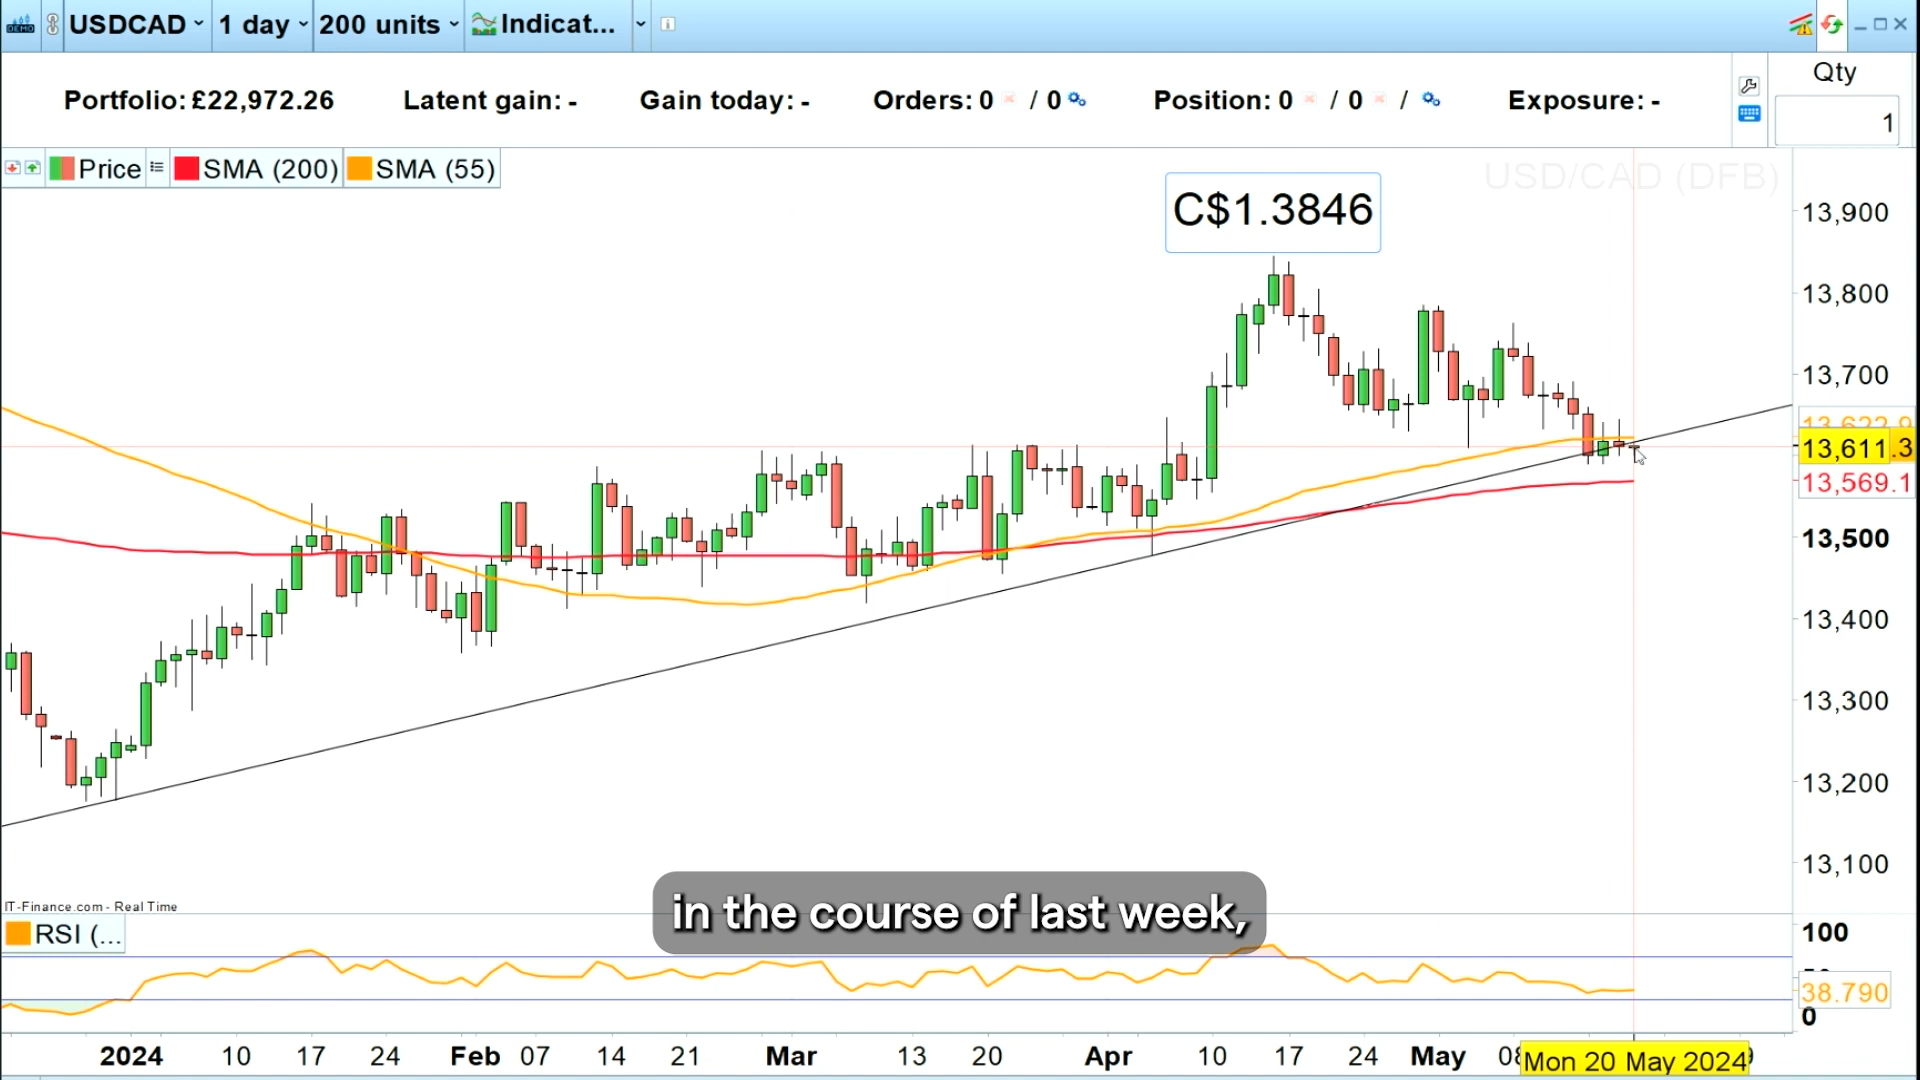 DEMO USDCAD 1 day 200 units Indicat...
Portfolio: £22,972.26 Latent gain: - Gain today: - Orders: 0 / 0 Position: 0 / 0 / Exposure: - Qty
1
Price SMA (200) SMA (55)
USD/CAD (DFB)
C$1.3846
13,900
13,800
13,700
13,622.9
13,611.3
13,569.1
13,500
13,400
13,300
13,200
13,100
IT-Finance.com - Real Time
in the course of last week,
RSI (...
100
38.790
0
2024 10 17 24 Feb 07 14 21 Mar 13 20 Apr 10 17 24 May Mon 20 May 2024